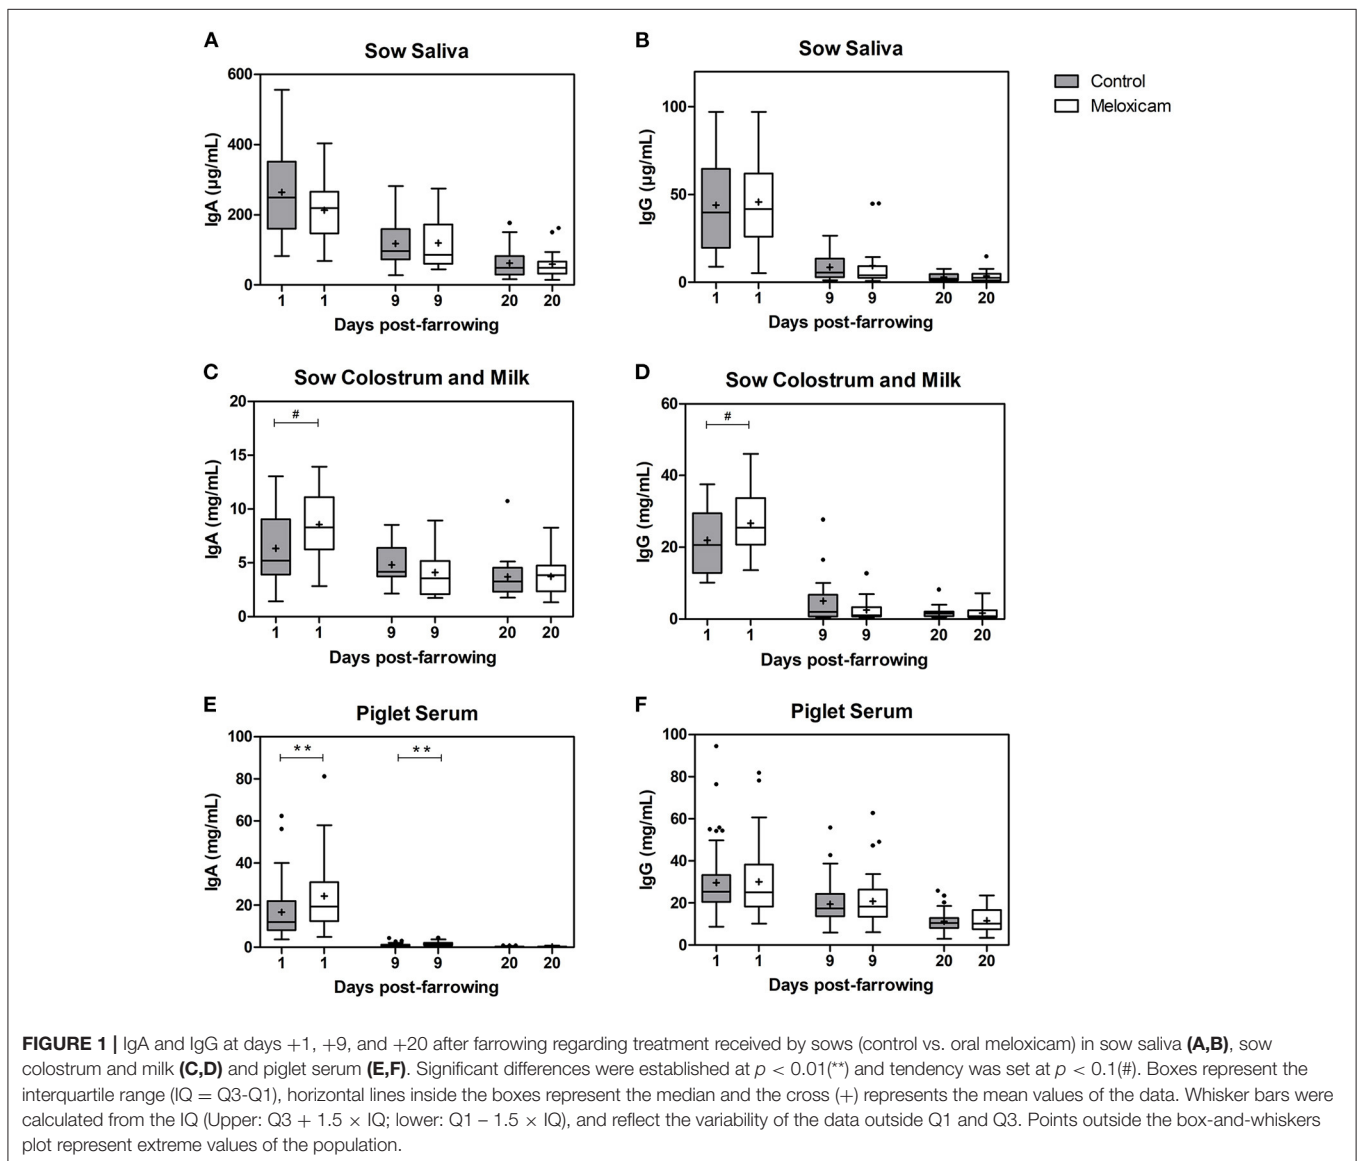 A
Sow Saliva
600
400
200
0
IgA (µg/mL)
1 1 9 9 20 20
Days post-farrowing
B
Sow Saliva
100
50
0
IgG (µg/mL)
1 1 9 9 20 20
Days post-farrowing
Control
Meloxicam
C
Sow Colostrum and Milk
20
15
10
5
0
IgA (mg/mL)
#
1 1 9 9 20 20
Days post-farrowing
D
Sow Colostrum and Milk
60
40
20
0
IgG (mg/mL)
#
1 1 9 9 20 20
Days post-farrowing
E
Piglet Serum
100
80
60
40
20
0
IgA (mg/mL)
** **
1 1 9 9 20 20
Days post-farrowing
F
Piglet Serum
100
80
60
40
20
0
IgG (mg/mL)
1 1 9 9 20 20
Days post-farrowing
FIGURE 1 | IgA and IgG at days +1, +9, and +20 after farrowing regarding treatment received by sows (control vs. oral meloxicam) in sow saliva (A,B), sow
colostrum and milk (C,D) and piglet serum (E,F). Significant differences were established at p < 0.01(**) and tendency was set at p < 0.1(#). Boxes represent the
interquartile range (IQ = Q3-Q1), horizontal lines inside the boxes represent the median and the cross (+) represents the mean values of the data. Whisker bars were
calculated from the IQ (Upper: Q3 + 1.5 × IQ; lower: Q1 – 1.5 × IQ), and reflect the variability of the data outside Q1 and Q3. Points outside the box-and-whiskers
plot represent extreme values of the population.